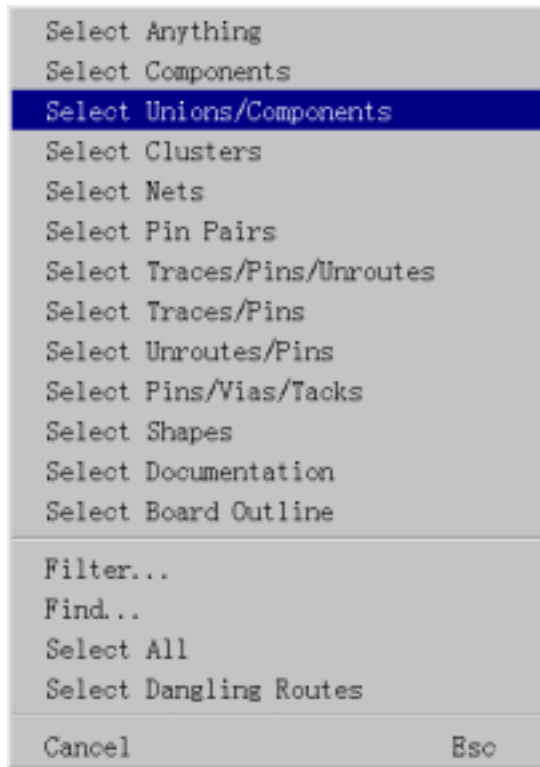 Select Anything
Select Components
Select Unions/Components
Select Clusters
Select Nets
Select Pin Pairs
Select Traces/Pins/Unroutes
Select Traces/Pins
Select Unroutes/Pins
Select Pins/Vias/Tacks
Select Shapes
Select Documentation
Select Board Outline
Filter...
Find...
Select All
Select Dangling Routes
Cancel Esc